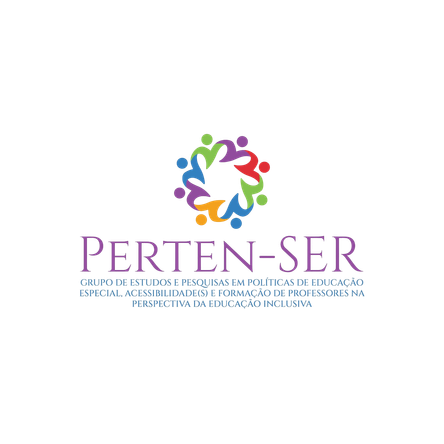 Perten-SER
GRUPO DE ESTUDOS E PESQUISAS EM POLÍTICAS DE EDUCAÇÃO
ESPECIAL, ACESSIBILIDADE(S) E FORMAÇÃO DE PROFESSORES NA
PERSPECTIVA DA EDUCAÇÃO INCLUSIVA